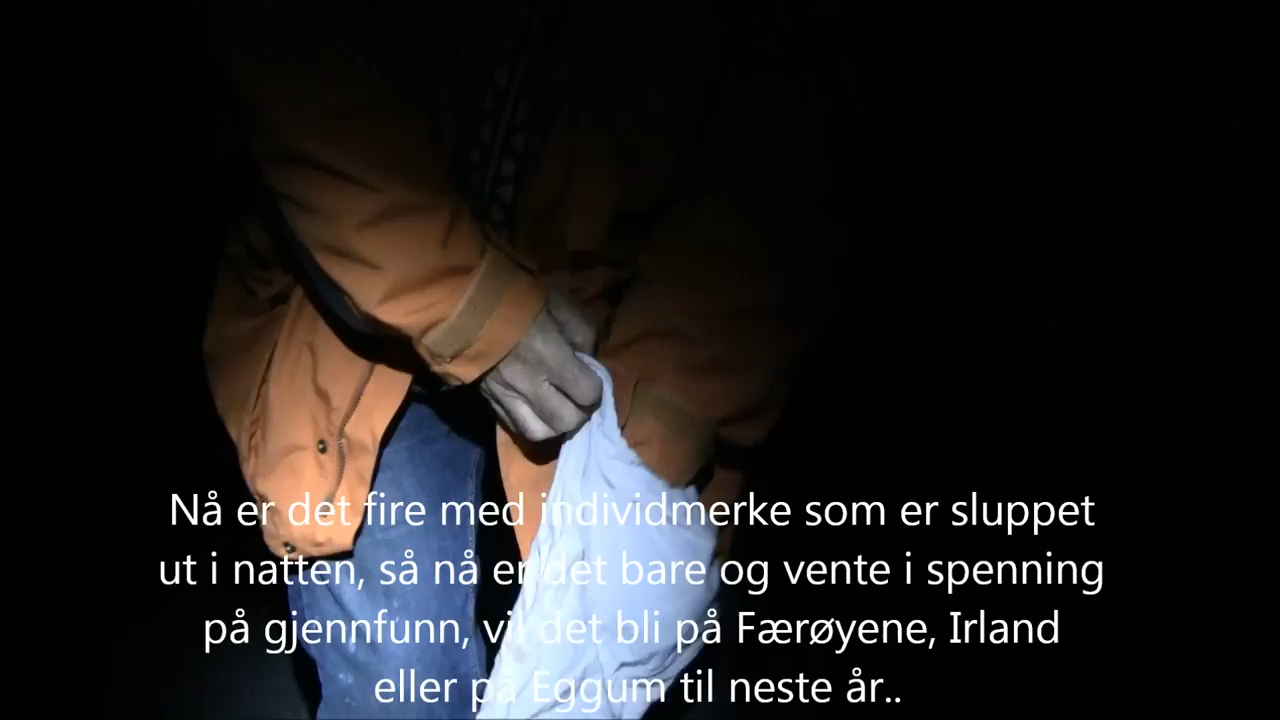 Nå er det fire med individmerke som er sluppet
ut i natten, så nå er det bare og vente i spenning
på gjennfunn, vil det bli på Færøyene, Irland
eller på Eggum til neste år..